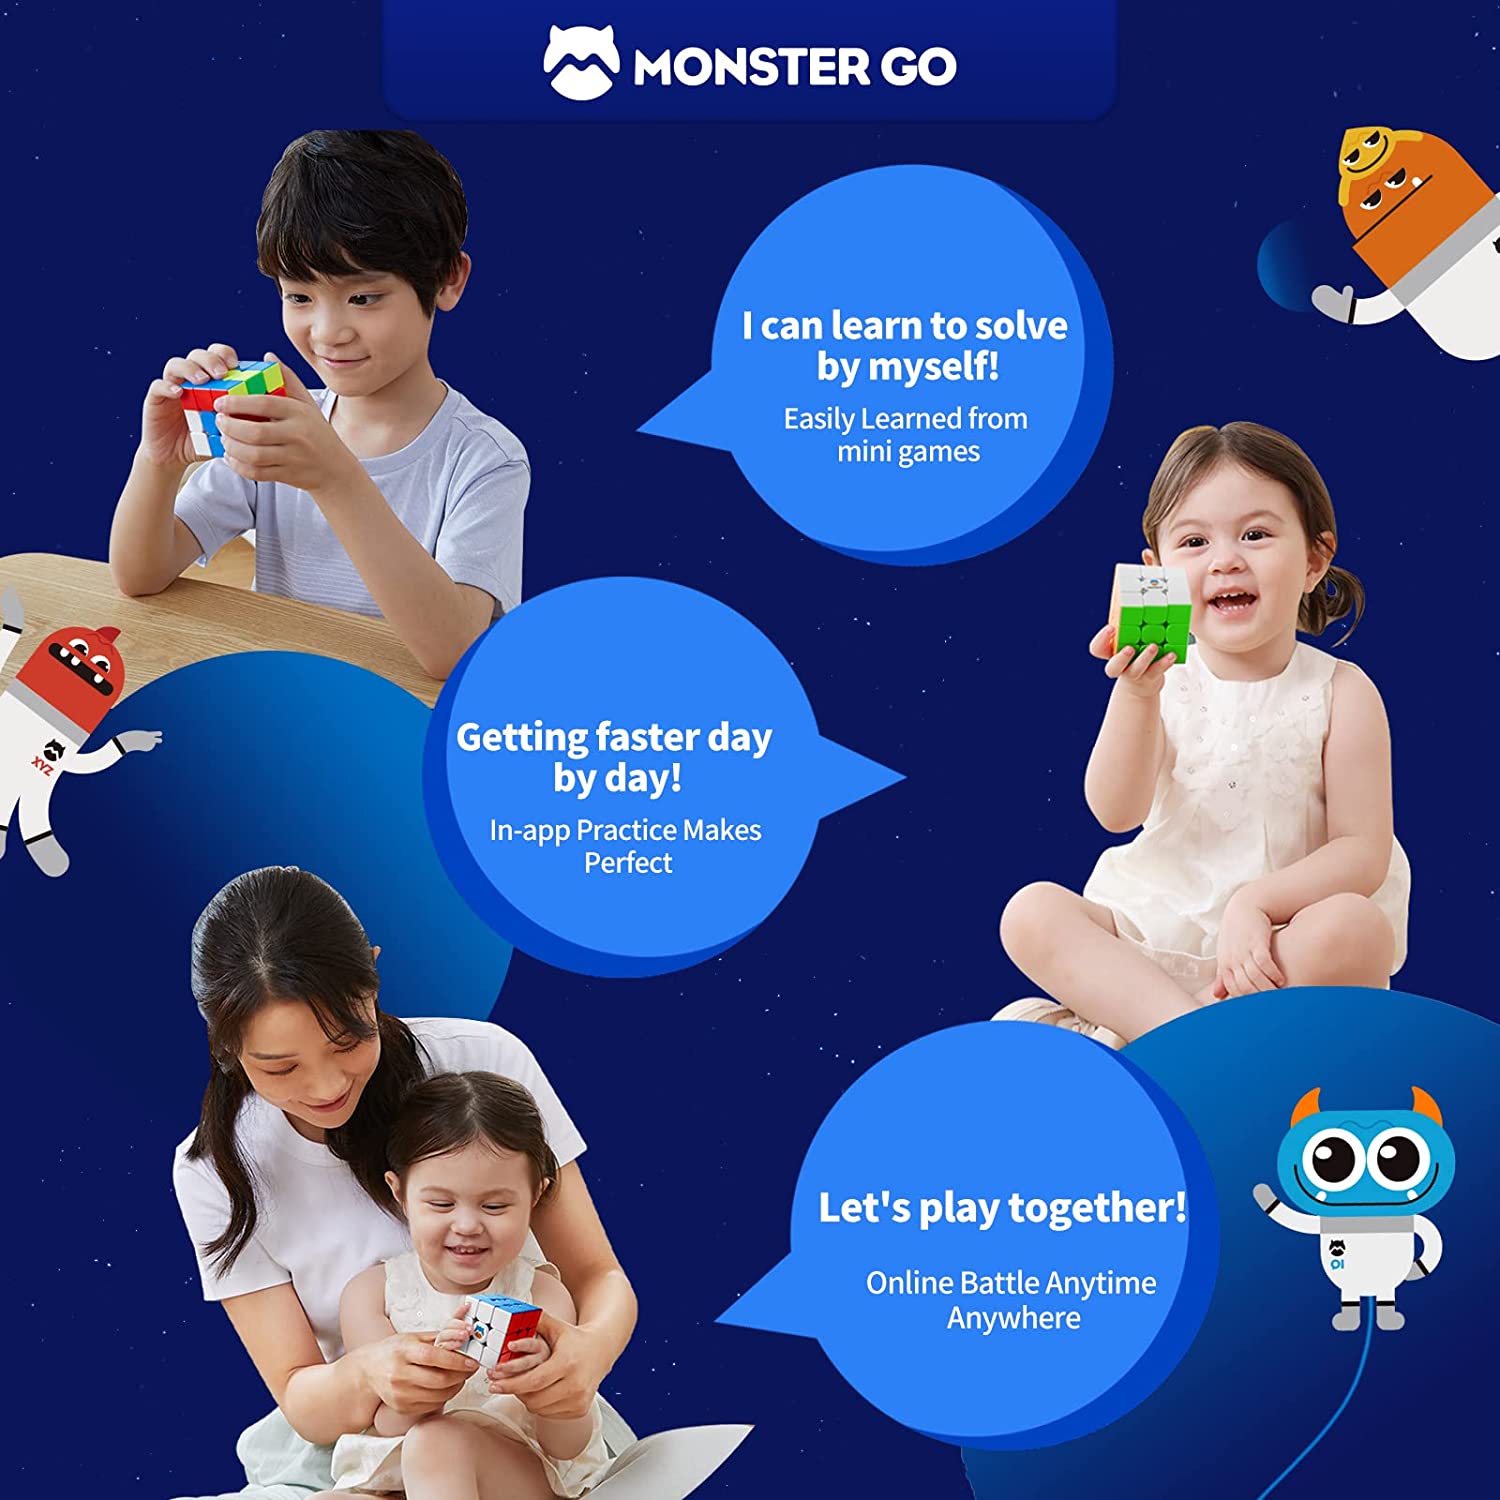 MONSTER GO
I can learn to solve
by myself!
Easily Learned from
mini games
Getting faster day
by day!
In-app Practice Makes
Perfect
XYZ
Let's play together!
Online Battle Anytime
Anywhere